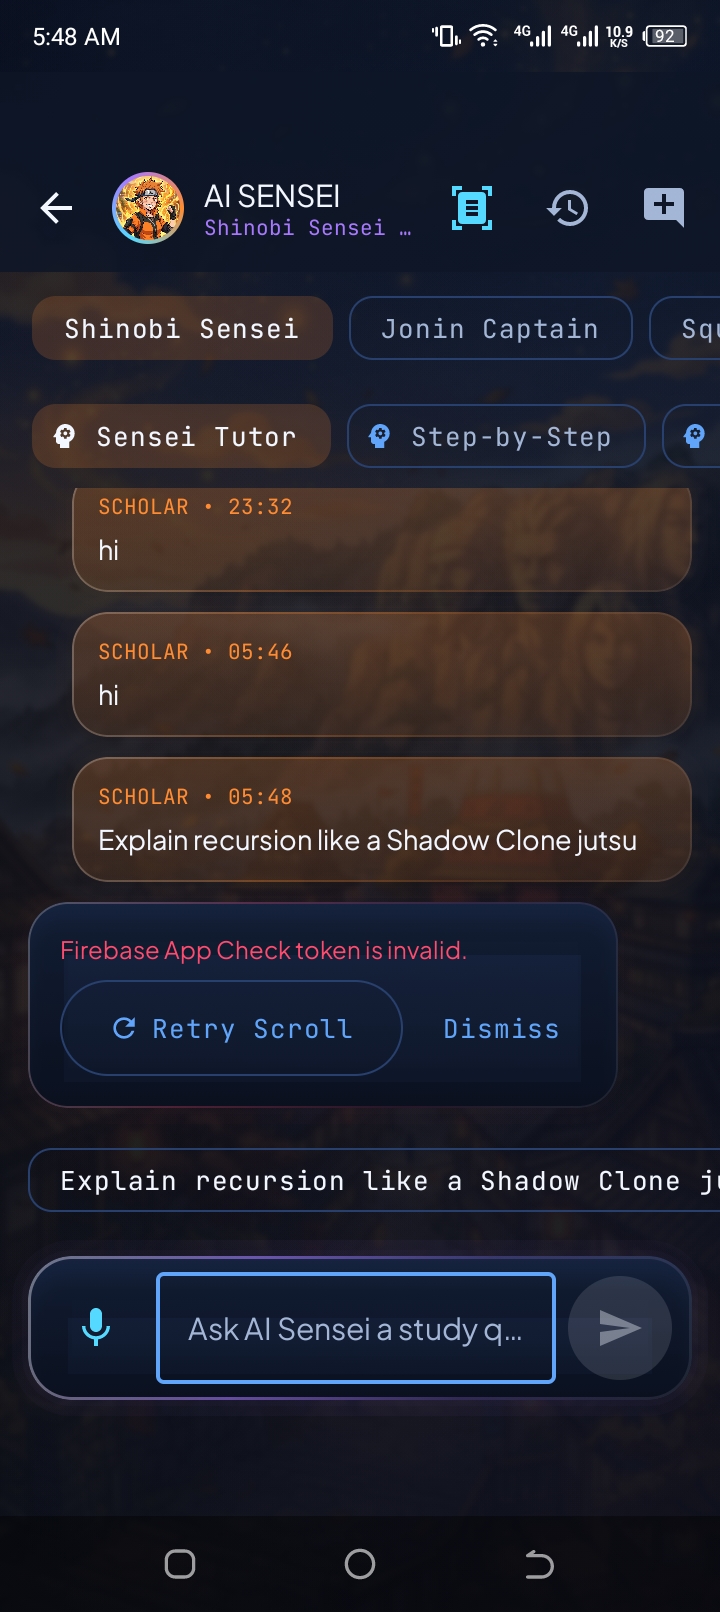 5:48 AM
4G 4G 10.9 K/S 92
AI SENSEI
Shinobi Sensei …
Shinobi Sensei Jonin Captain Squ
Sensei Tutor Step-by-Step
SCHOLAR • 23:32
hi
SCHOLAR • 05:46
hi
SCHOLAR • 05:48
Explain recursion like a Shadow Clone jutsu
Firebase App Check token is invalid.
Retry Scroll Dismiss
Explain recursion like a Shadow Clone ju
Ask AI Sensei a study q...